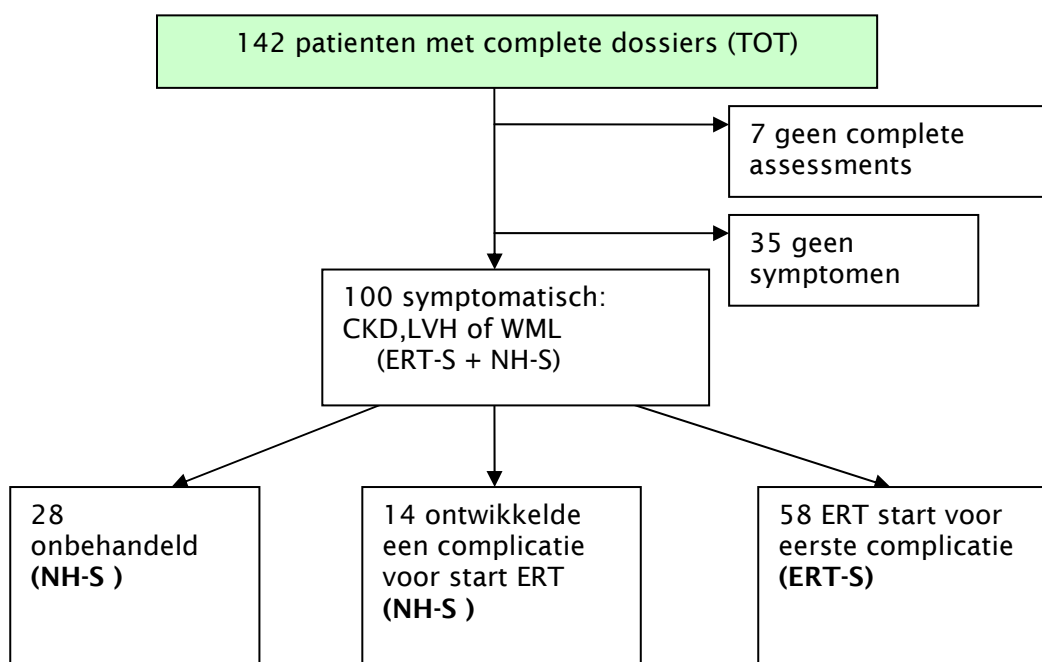 142 patienten met complete dossiers (TOT)
7 geen complete
assessments
35 geen
symptomen
100 symptomatisch:
CKD,LVH of WML
(ERT-S + NH-S)
28
onbehandeld
(NH-S )
14 ontwikkelde
een complicatie
voor start ERT
(NH-S )
58 ERT start voor
eerste complicatie
(ERT-S)